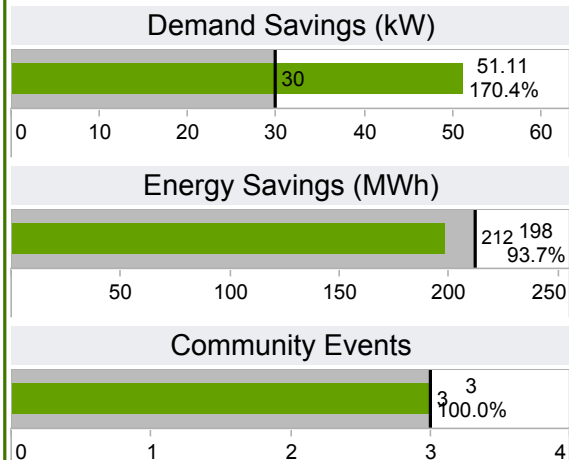 Demand Savings (kW)
30
51.11
170.4%
0 10 20 30 40 50 60
Energy Savings (MWh)
212 198
93.7%
50 100 150 200 250
Community Events
3 3
100.0%
0 1 2 3 4